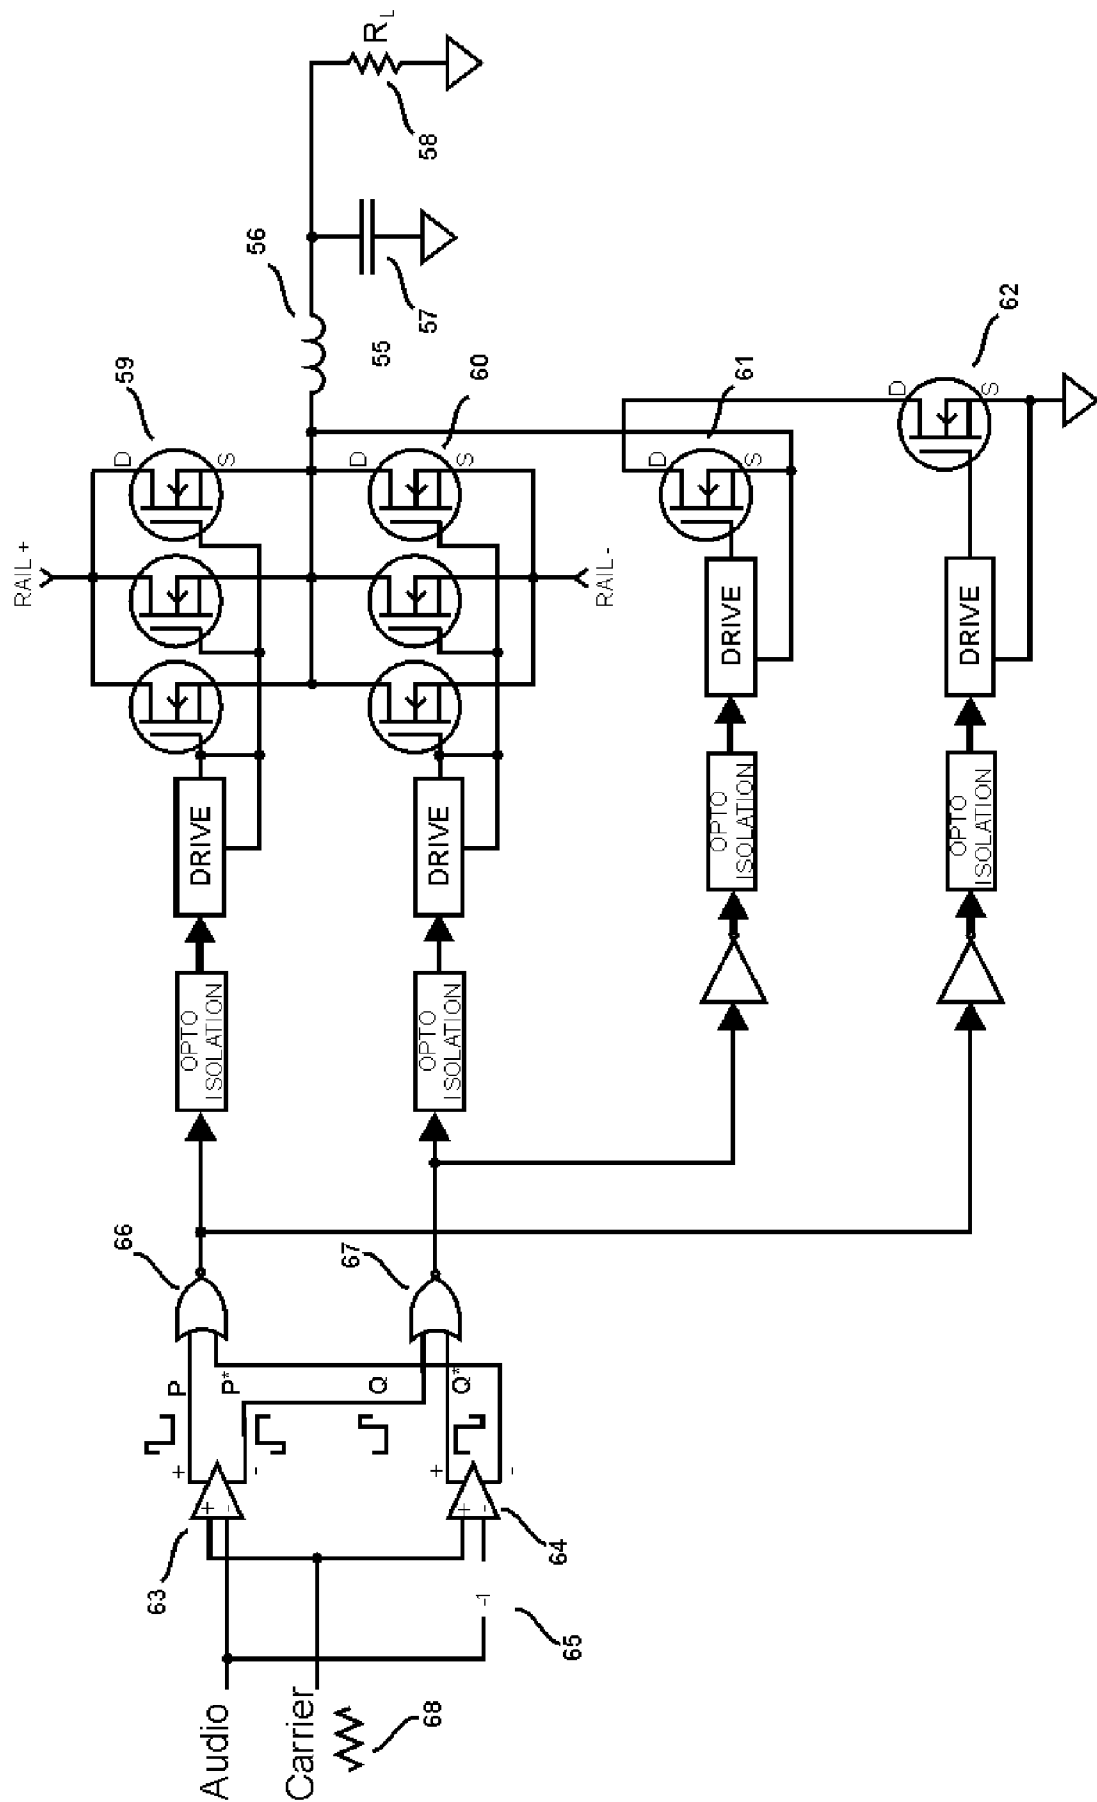 RAIL +
D
59
S
D
60
S
RAIL -
56
55
57
58
R L
D
61
S
D
62
S
DRIVE
DRIVE
DRIVE
DRIVE
OPTO
ISOLATION
OPTO
ISOLATION
OPTO
ISOLATION
OPTO
ISOLATION
66
67
P
P*
Q
Q*
+
-
+
-
+
-
+
-
63
64
-1
65
Audio
Carrier
68